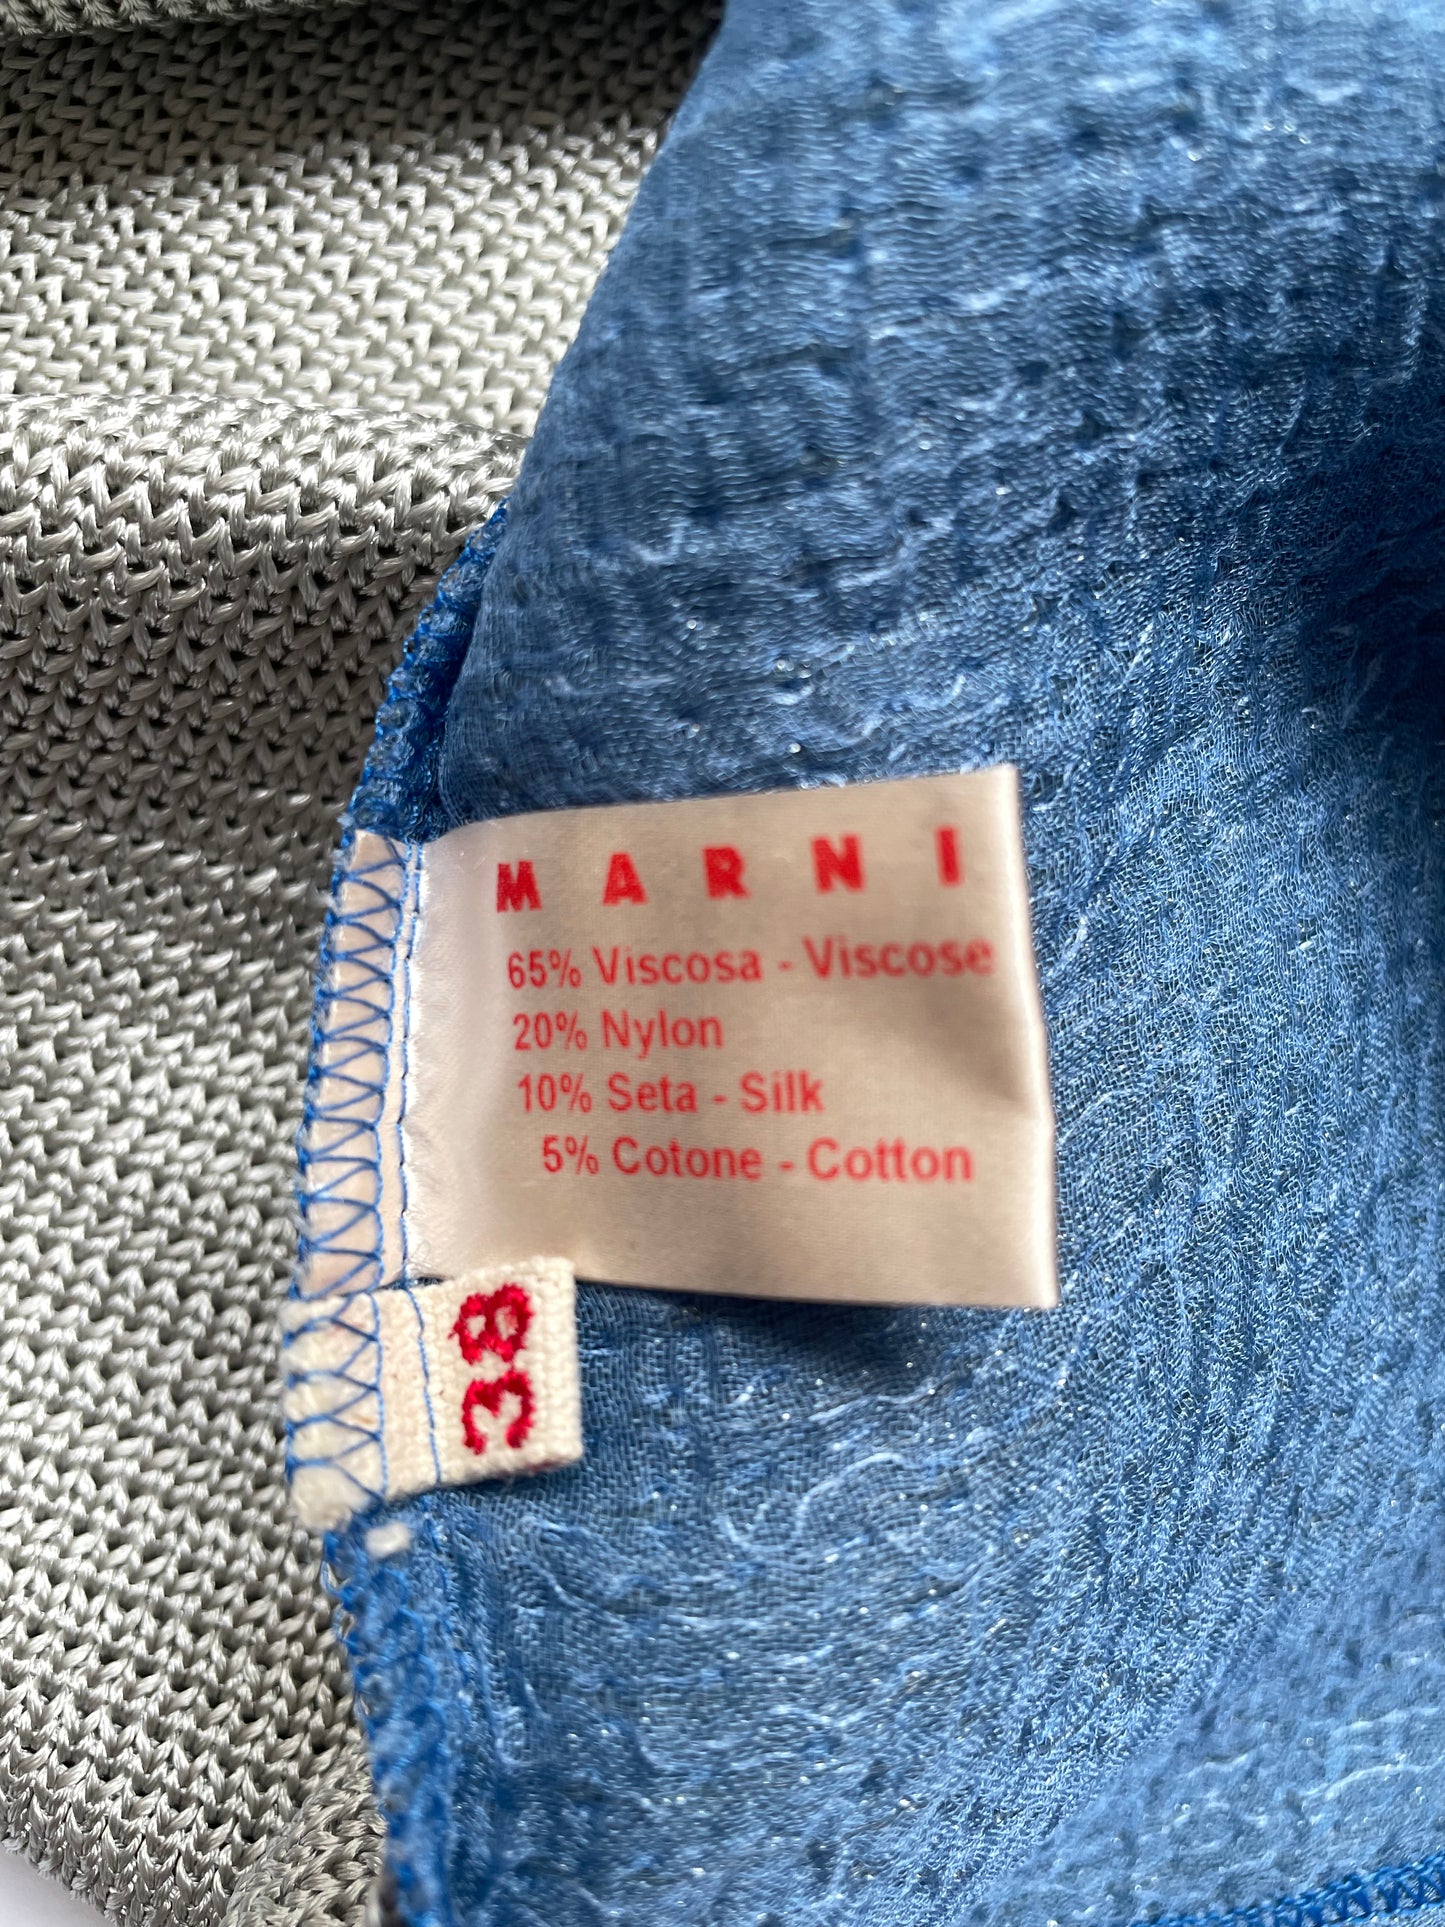 MARNI
65% Viscosa - Viscose
20% Nylon
10% Seta - Silk
5% Cotone - Cotton
38